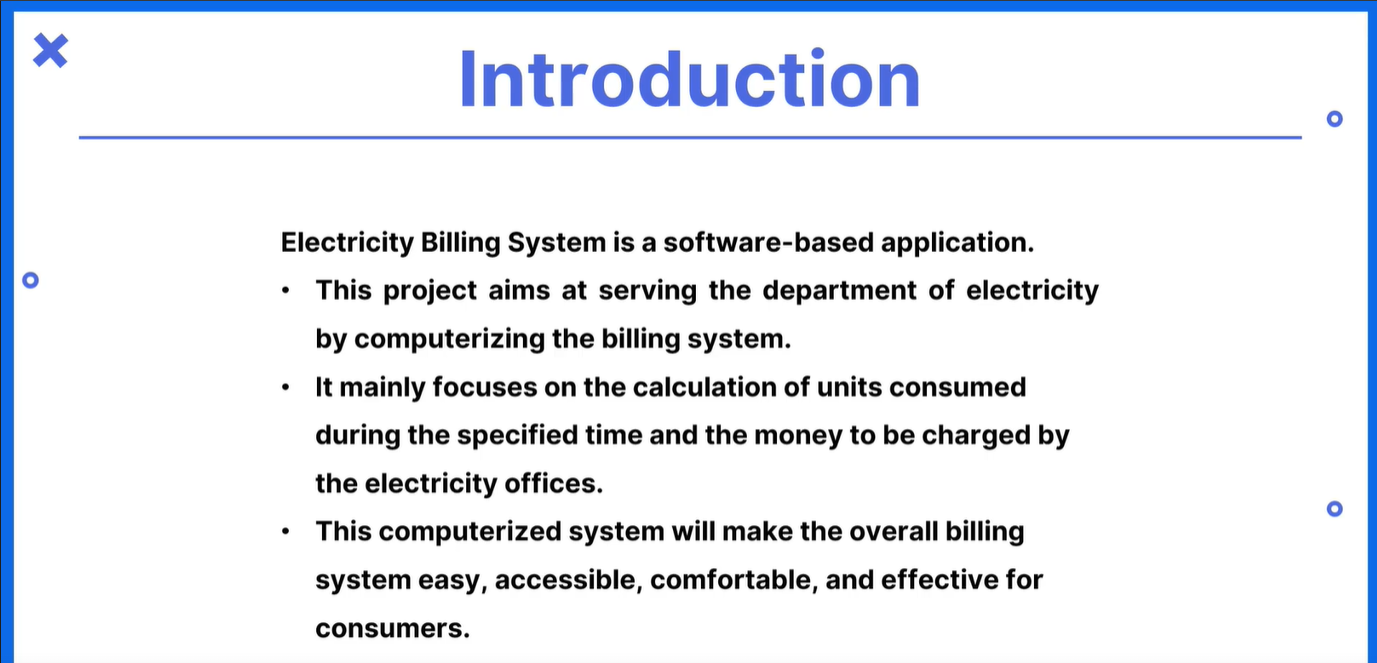 Introduction
Electricity Billing System is a software-based application.
• This project aims at serving the department of electricity
by computerizing the billing system.
• It mainly focuses on the calculation of units consumed
during the specified time and the money to be charged by
the electricity offices.
• This computerized system will make the overall billing
system easy, accessible, comfortable, and effective for
consumers.